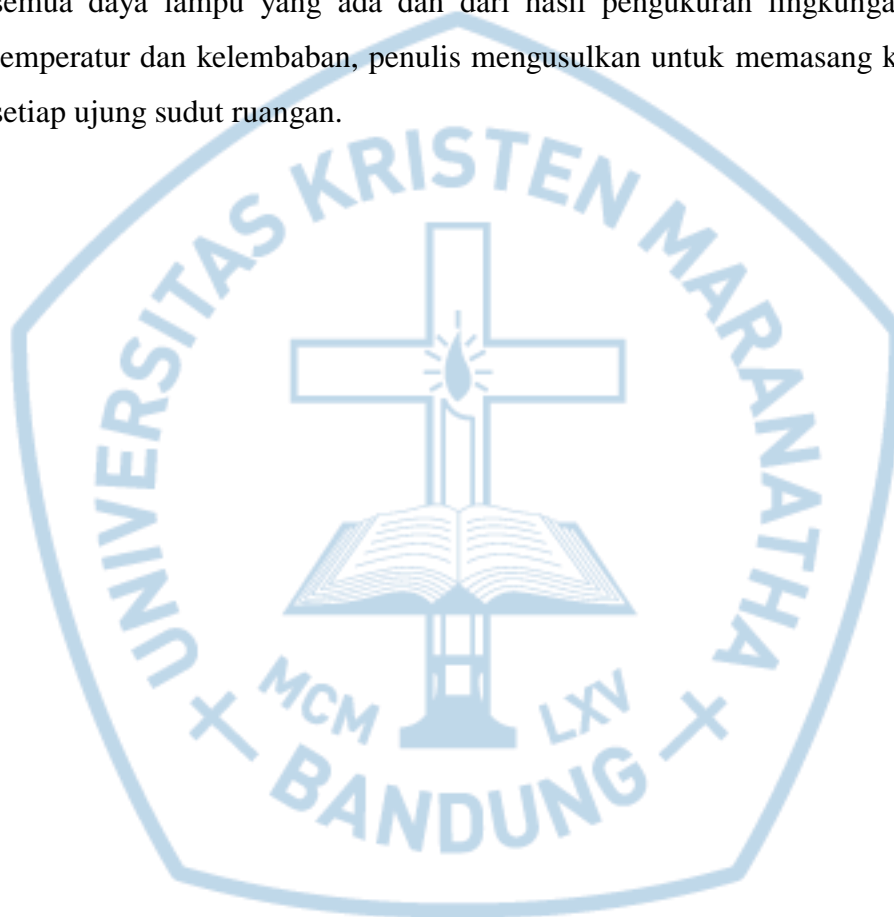 semua daya lampu yang ada dan dari hasil pengukuran
temperatur dan kelembaban, penulis mengusulkan untuk memasang
setiap ujung sudut ruangan.
UNIVERSITAS KRISTEN MARANATHA
MCM LXV
BANDUNG